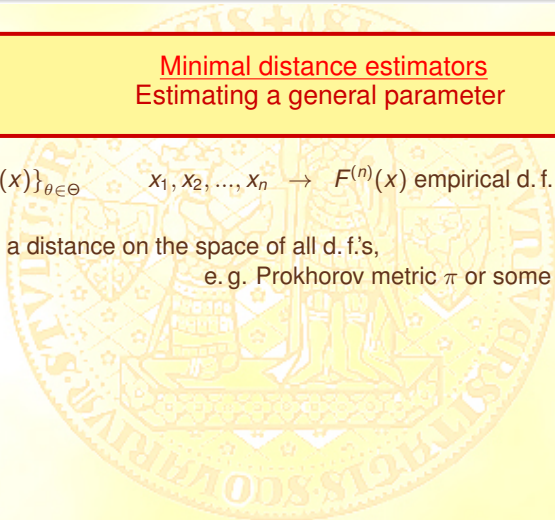 Minimal distance estimators
Estimating a general parameter
(x)}_{θ∈Θ} x₁, x₂, ..., xₙ → F⁽ⁿ⁾(x) empirical d. f.
a distance on the space of all d. f.'s,
e. g. Prokhorov metric π or some